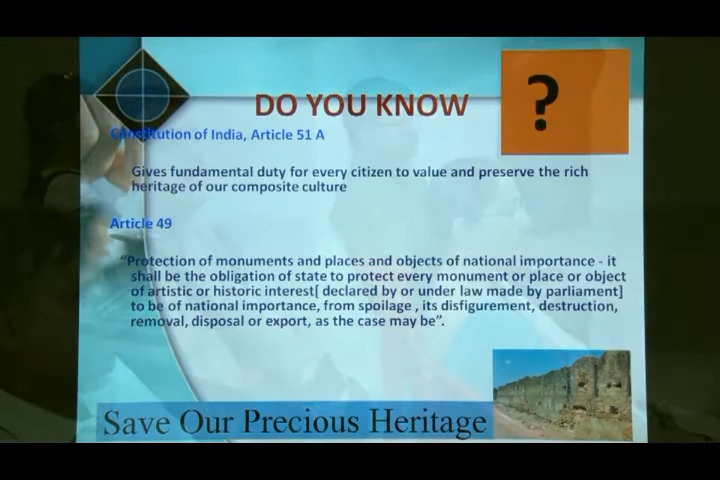 DO YOU KNOW
?
Constitution of India, Article 51 A
Gives fundamental duty for every citizen to value and preserve the rich
heritage of our composite culture
Article 49
“Protection of monuments and places and objects of national importance - it
shall be the obligation of state to protect every monument or place or object
of artistic or historic interest[ declared by or under law made by parliament]
to be of national importance, from spoilage , its disfigurement, destruction,
removal, disposal or export, as the case may be”.
Save Our Precious Heritage